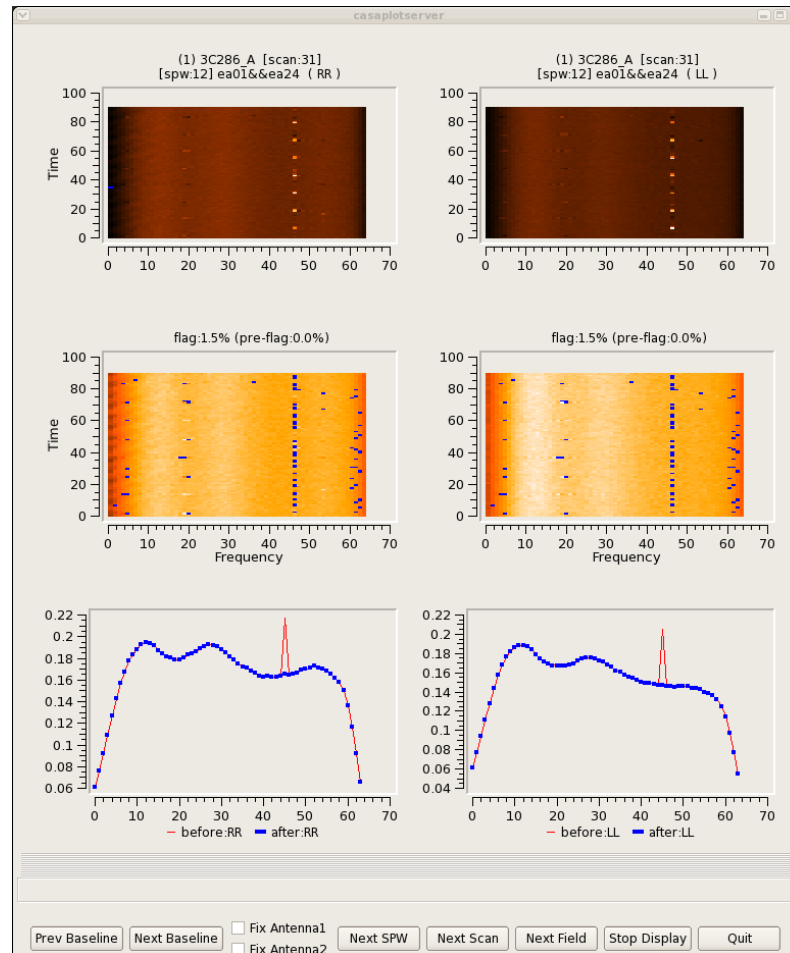 casaplotserver
(1) 3C286_A [scan:31]
[spw:12] ea01&&ea24 ( RR )
(1) 3C286_A [scan:31]
[spw:12] ea01&&ea24 ( LL )
100
80
60
40
20
0
Time
0 10 20 30 40 50 60 70
100
80
60
40
20
0
0 10 20 30 40 50 60 70
flag:1.5% (pre-flag:0.0%)
flag:1.5% (pre-flag:0.0%)
100
80
60
40
20
0
Time
0 10 20 30 40 50 60 70
Frequency
100
80
60
40
20
0
0 10 20 30 40 50 60 70
Frequency
0.22
0.2
0.18
0.16
0.14
0.12
0.1
0.08
0.06
0 10 20 30 40 50 60 70
before:RR after:RR
0.22
0.2
0.18
0.16
0.14
0.12
0.1
0.08
0.06
0.04
0 10 20 30 40 50 60 70
before:LL after:LL
Prev Baseline
Next Baseline
Fix Antenna1
Fix Antenna2
Next SPW
Next Scan
Next Field
Stop Display
Quit